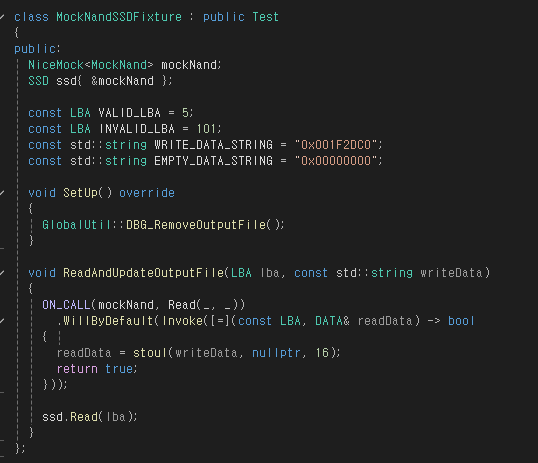 class MockNandSSDFixture : public Test
{
public:
NiceMock<MockNand> mockNand;
SSD ssd{ &mockNand };
const LBA VALID_LBA = 5;
const LBA INVALID_LBA = 101;
const std::string WRITE_DATA_STRING = "0x001F2DC0";
const std::string EMPTY_DATA_STRING = "0x00000000";
void SetUp() override
{
GlobalUtil::DBG_RemoveOutputFile();
}
void ReadAndUpdateOutputFile(LBA lba, const std::string writeData)
{
ON_CALL(mockNand, Read(_, _))
.WillByDefault(Invoke([=](const LBA, DATA& readData) -> bool
{
readData = stoul(writeData, nullptr, 16);
return true;
}));
ssd.Read(lba);
}
};